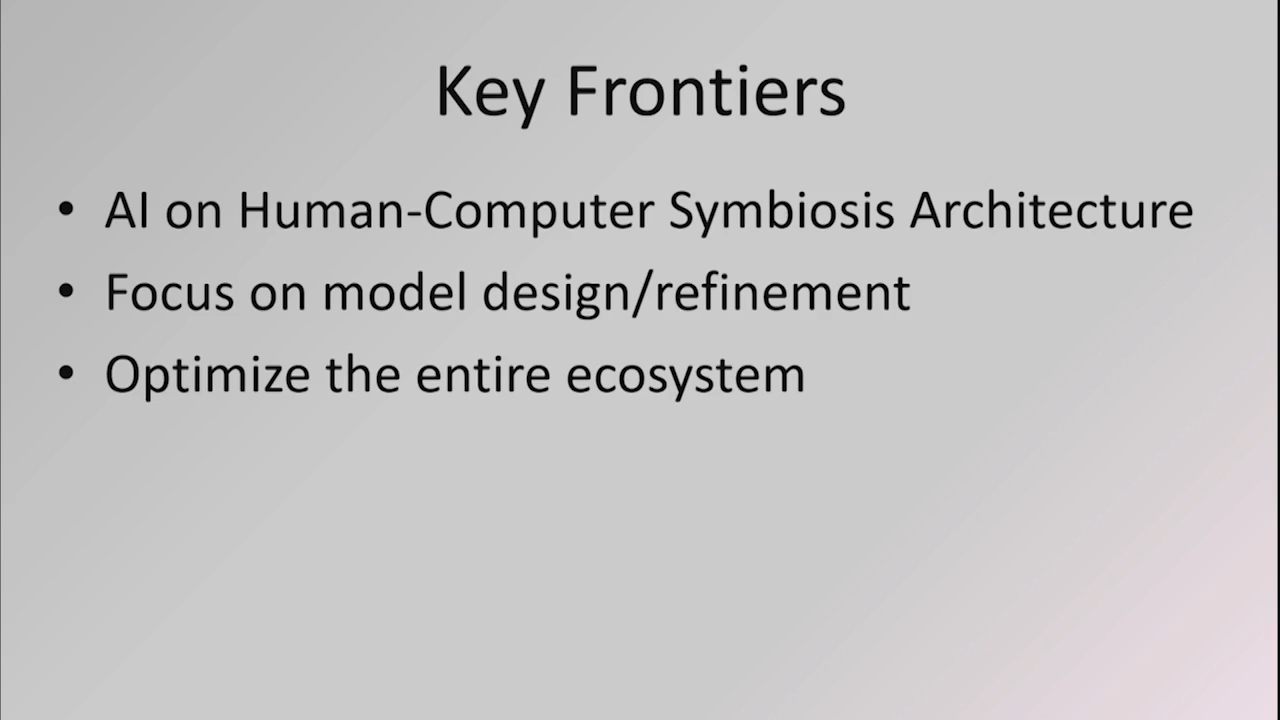 Key Frontiers
• AI on Human-Computer Symbiosis Architecture
• Focus on model design/refinement
• Optimize the entire ecosystem